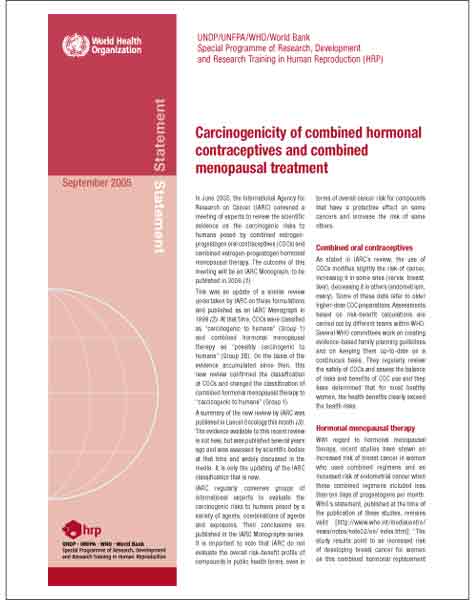 World Health
Organization
UNDP/UNFPA/WHO/World Bank
Special Programme of Research, Development
and Research Training in Human Reproduction (HRP)
Statement
Statement
September 2005
Carcinogenicity of combined hormonal
contraceptives and combined
menopausal treatment
In June 2005, the International Agency for
Research on Cancer (IARC) convened a
meeting of experts to review the scientific
evidence on the carcinogenic risks to
humans posed by combined estrogen-
progestogen oral contraceptives (COCs) and
combined estrogen-progestogen hormonal
menopausal therapy. The outcome of this
meeting will be an IARC Monograph, to be
published in 2006 (1).
This was an update of a similar review
undertaken by IARC on these formulations
and published as an IARC Monograph in
1999 (2). At that time, COCs were classified
as "carcinogenic to humans" (Group 1)
and combined hormonal menopausal
therapy as "possibly carcinogenic to
humans" (Group 2B). On the basis of the
evidence accumulated since then, this
new review confirmed the classification
of COCs and changed the classification of
combined hormonal menopausal therapy to
"carcinogenic to humans" (Group 1).
A summary of the new review by IARC was
published in Lancet Oncology this month (3).
The evidence available to this recent review
is not new, but was published several years
ago and was assessed by scientific bodies
at that time and widely discussed in the
media. It is only the updating of the IARC
classification that is new.
IARC regularly convenes groups of
international experts to evaluate the
carcinogenic risks to humans posed by a
variety of agents, combinations of agents
and exposures. Their conclusions are
published in the IARC Monographs series.
It is important to note that IARC do not
evaluate the overall risk-benefit profile of
compounds in public health terms, even in
terms of overall cancer risk for compounds
that have a protective effect on some
cancers and increase the risk of some
others.
Combined oral contraceptives
As stated in IARC's review, the use of
COCs modifies slightly the risk of cancer,
increasing it in some sites (cervix, breast,
liver), decreasing it in others (endometrium,
ovary). Some of these data refer to older
higher-dose COC preparations. Assessments
based on risk-benefit calculations are
carried out by different teams within WHO.
Several WHO committees work on creating
evidence-based family planning guidelines
and on keeping them up-to-date on a
continuous basis. They regularly review
the safety of COCs and assess the balance
of risks and benefits of COC use and they
have determined that for most healthy
women, the health benefits clearly exceed
the health risks.
Hormonal menopausal therapy
With regard to hormonal menopausal
therapy, recent studies have shown an
increased risk of breast cancer in women
who used combined regimens and an
increased risk of endometrial cancer when
these combined regimens included less
than ten days of progestogens per month.
WHO's statement, published at the time of
the publication of these studies, remains
valid [http://www.who.int/mediacentre/
news/notes/note02/en/ index.html]: "The
study results point to an increased risk
of developing breast cancer for women
on this combined hormonal replacement
hrp
UNDP · UNFPA · WHO · World Bank
Special Programme of Research, Development
and Research Training in Human Reproduction